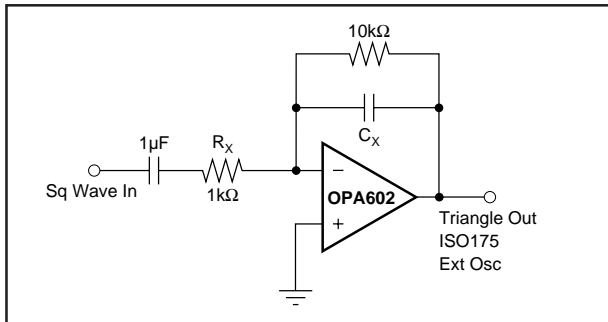 10kΩ
C_X
1µF
R_X
1kΩ
Sq Wave In
–
OPA602
+
Triangle Out
ISO175
Ext Osc